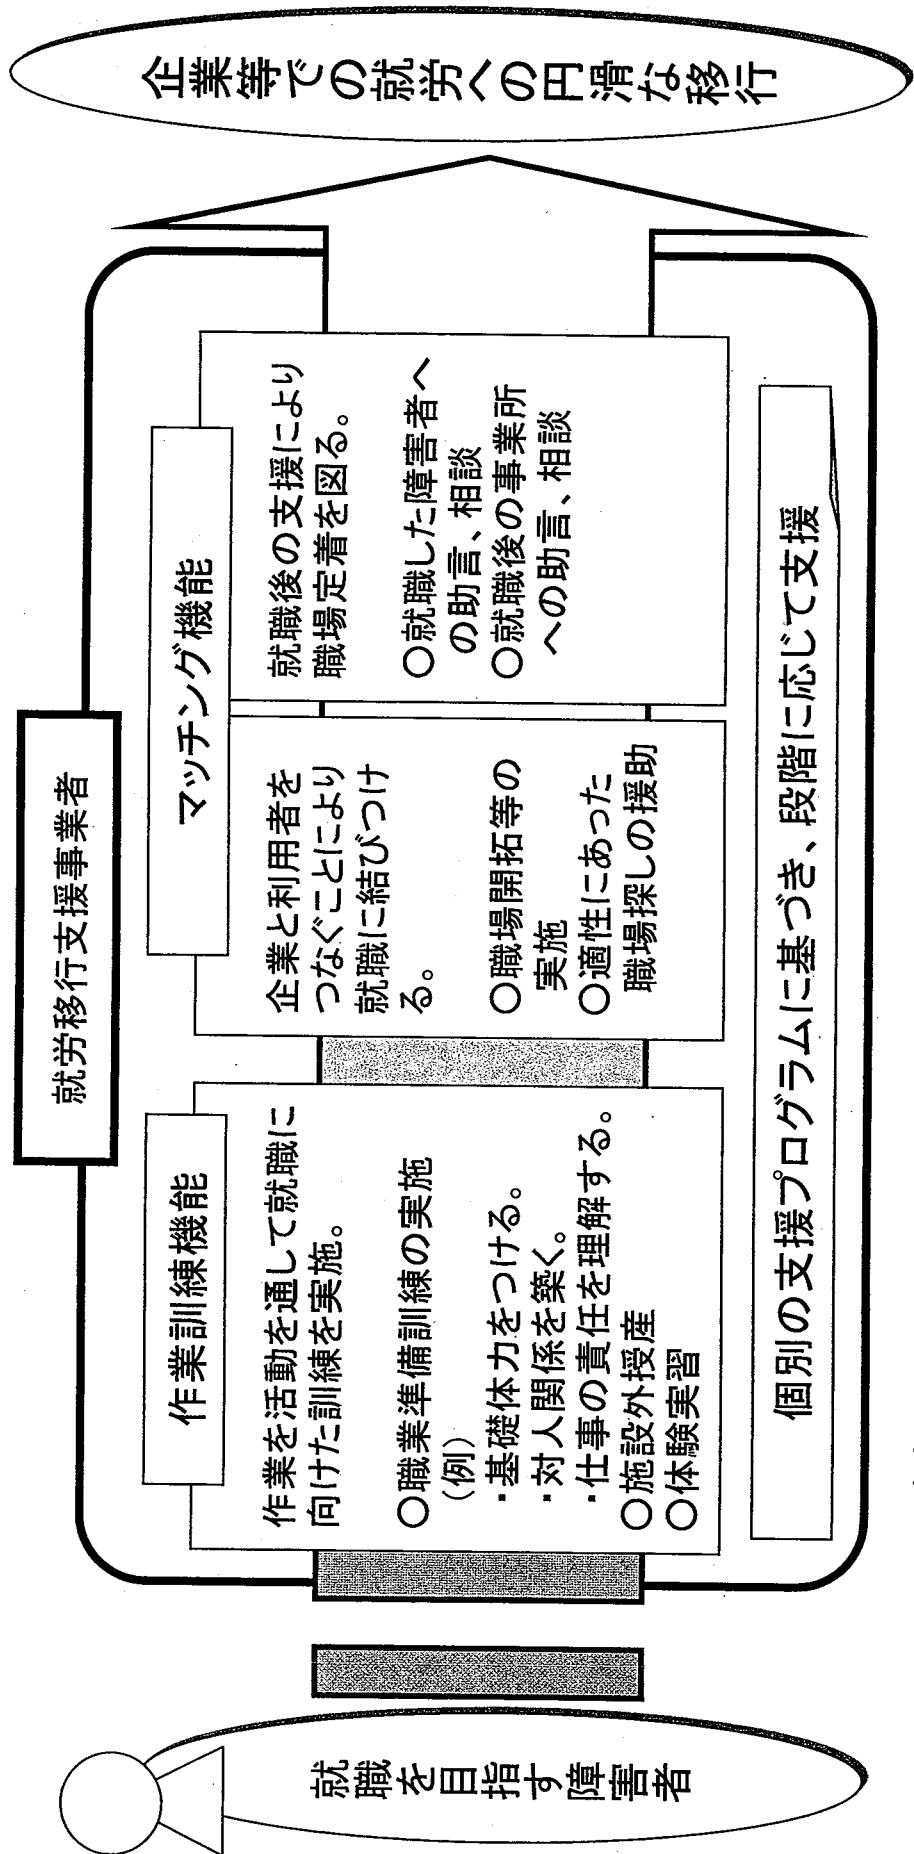 就労移行支援事業者
作業訓練機能
作業を活動を通して就職に
向けた訓練を実施。
○職業準備訓練の実施
(例)
・基礎体力をつける。
・対人関係を築く。
・仕事の責任を理解する。
○施設外授産
○体験実習
マッチング機能
企業と利用者を
つなぐことにより
就職に結びつけ
る。
○職場開拓等の
実施
○適性にあった
職場探しの援助
就職後の支援により
職場定着を図る。
○就職した障害者へ
の助言、相談
○就職後の事業所
への助言、相談
個別の支援プログラムに基づき、段階に応じて支援
就職を目指す障害者
企業等での就労への円滑な移行